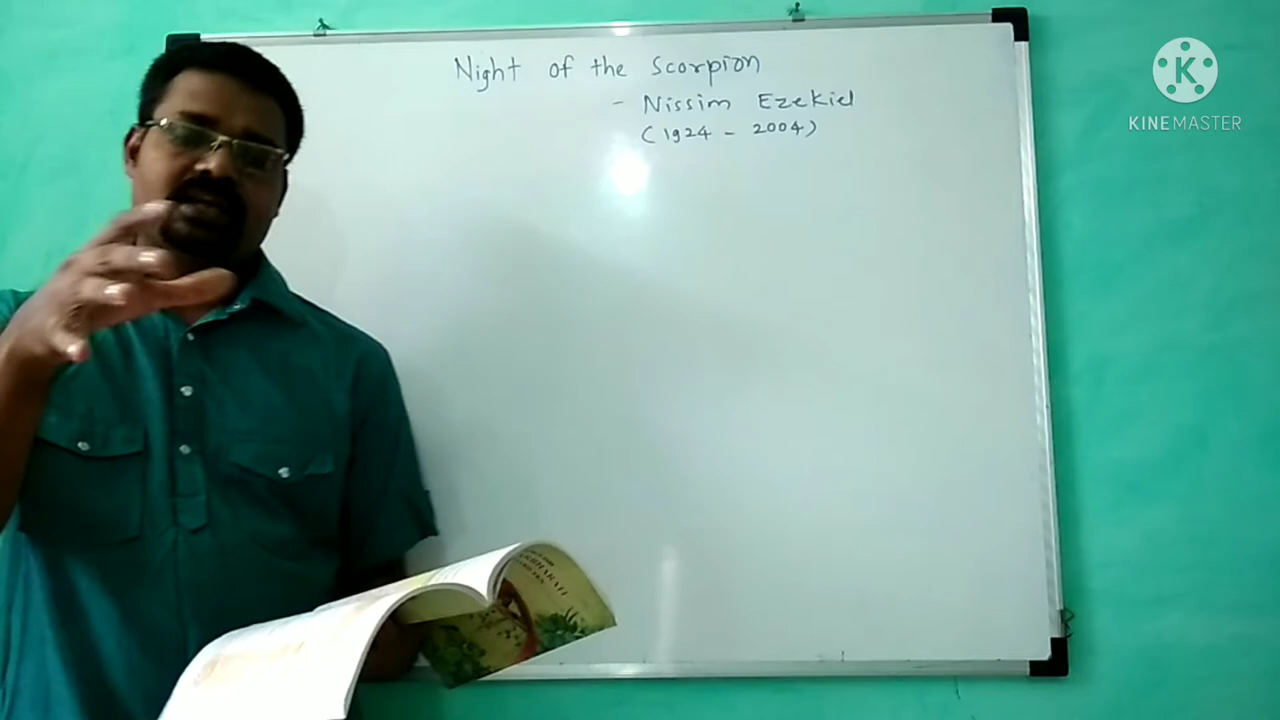 Night of the Scorpion
- Nissim Ezekiel
(1924 - 2004)
K
KINEMASTER